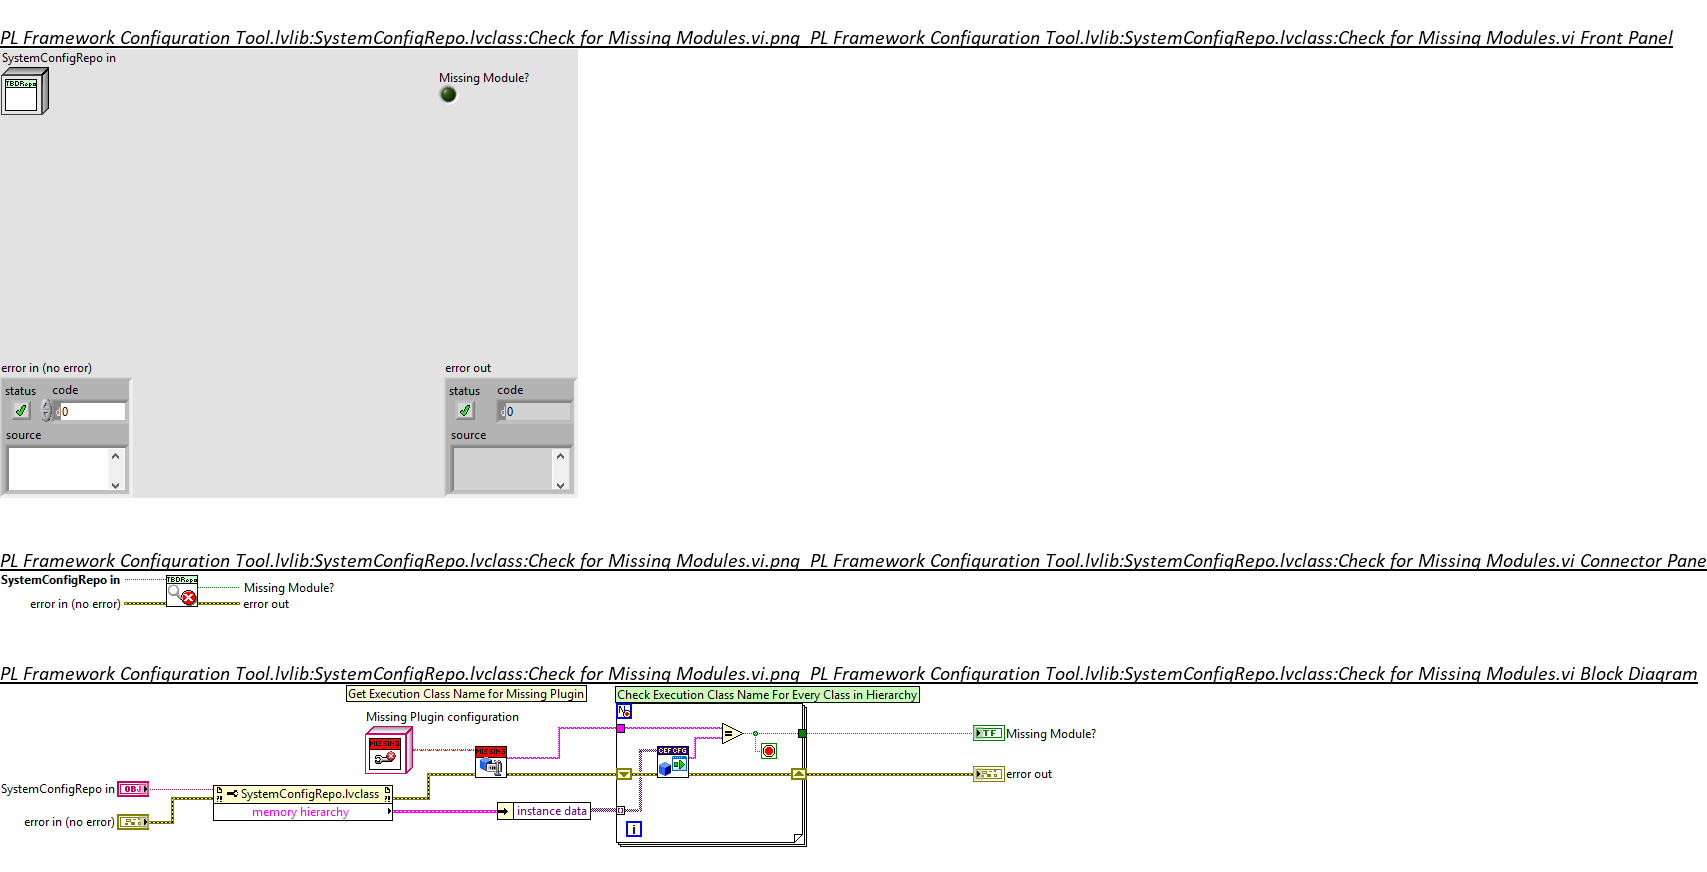 PL Framework Configuration Tool.lvlib:SystemConfigRepo.lvclass:Check for Missing Modules.vi.png  PL Framework Configuration Tool.lvlib:SystemConfigRepo.lvclass:Check for Missing Modules.vi Front Panel
SystemConfigRepo in
TBDRepo
Missing Module?
error in (no error)
error out
status code
status code
d 0
d 0
source
source
PL Framework Configuration Tool.lvlib:SystemConfigRepo.lvclass:Check for Missing Modules.vi.png  PL Framework Configuration Tool.lvlib:SystemConfigRepo.lvclass:Check for Missing Modules.vi Connector Pane
SystemConfigRepo in
TBDRepo
Missing Module?
error in (no error)
error out
PL Framework Configuration Tool.lvlib:SystemConfigRepo.lvclass:Check for Missing Modules.vi.png  PL Framework Configuration Tool.lvlib:SystemConfigRepo.lvclass:Check for Missing Modules.vi Block Diagram
Get Execution Class Name for Missing Plugin
Check Execution Class Name For Every Class in Hierarchy
N
Missing Plugin configuration
MISSING
MISSING
CEF CFG
=
TF
Missing Module?
error out
SystemConfigRepo in
OBJ
SystemConfigRepo.lvclass
memory hierarchy
instance data
error in (no error)
i